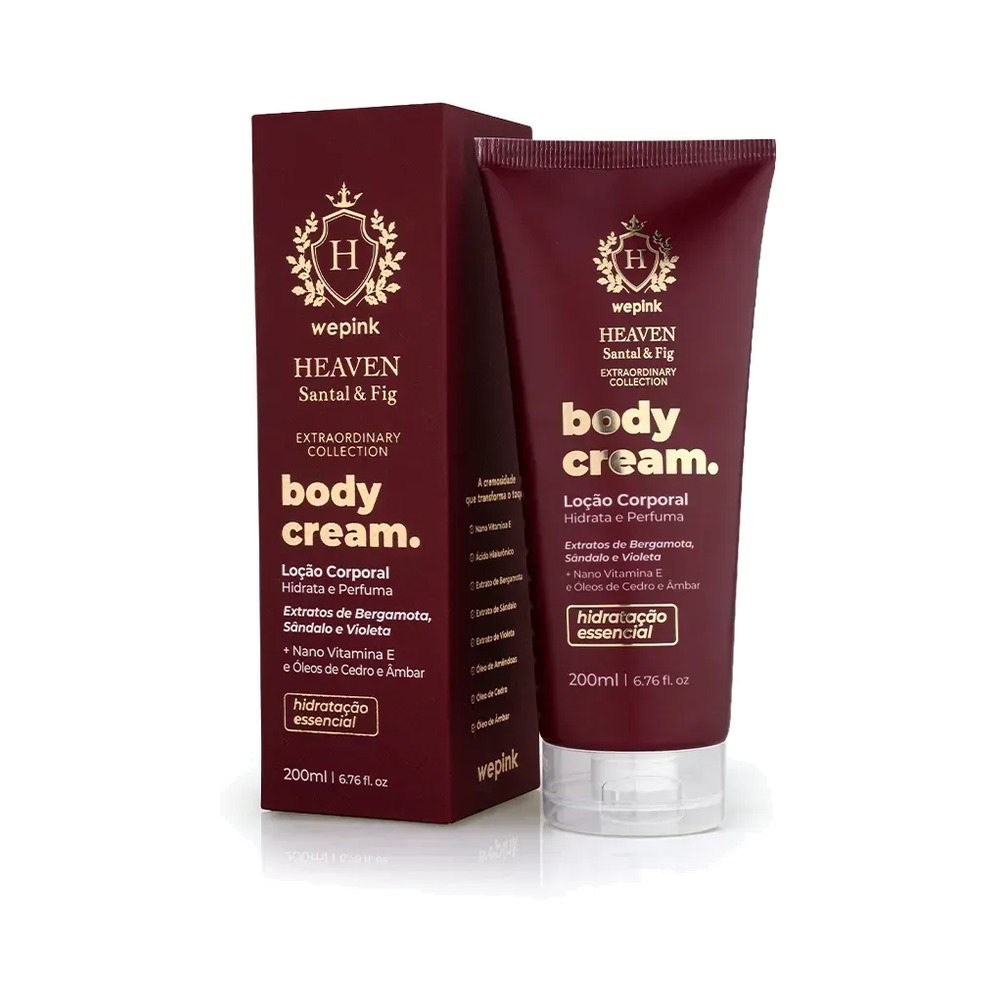 H
wepink
HEAVEN
Santal & Fig
EXTRAORDINARY
COLLECTION
body
cream.
Loção Corporal
Hidrata e Perfuma
Extratos de Bergamota,
Sândalo e Violeta
+ Nano Vitamina E
e Óleos de Cedro e Âmbar
hidratação
essencial
200ml | 6.76 fl. oz
A cremosidade
que transforma o toque
Nano Vitamina E
Ácido Hialurônico
Extrato de Bergamota
Extrato de Sândalo
Extrato de Violeta
Óleo de Amêndoas
Óleo de Cedro
Óleo de Âmbar
wepink
H
wepink
HEAVEN
Santal & Fig
EXTRAORDINARY
COLLECTION
body
cream.
Loção Corporal
Hidrata e Perfuma
Extratos de Bergamota,
Sândalo e Violeta
+ Nano Vitamina E
e Óleos de Cedro e Âmbar
hidratação
essencial
200ml | 6.76 fl. oz